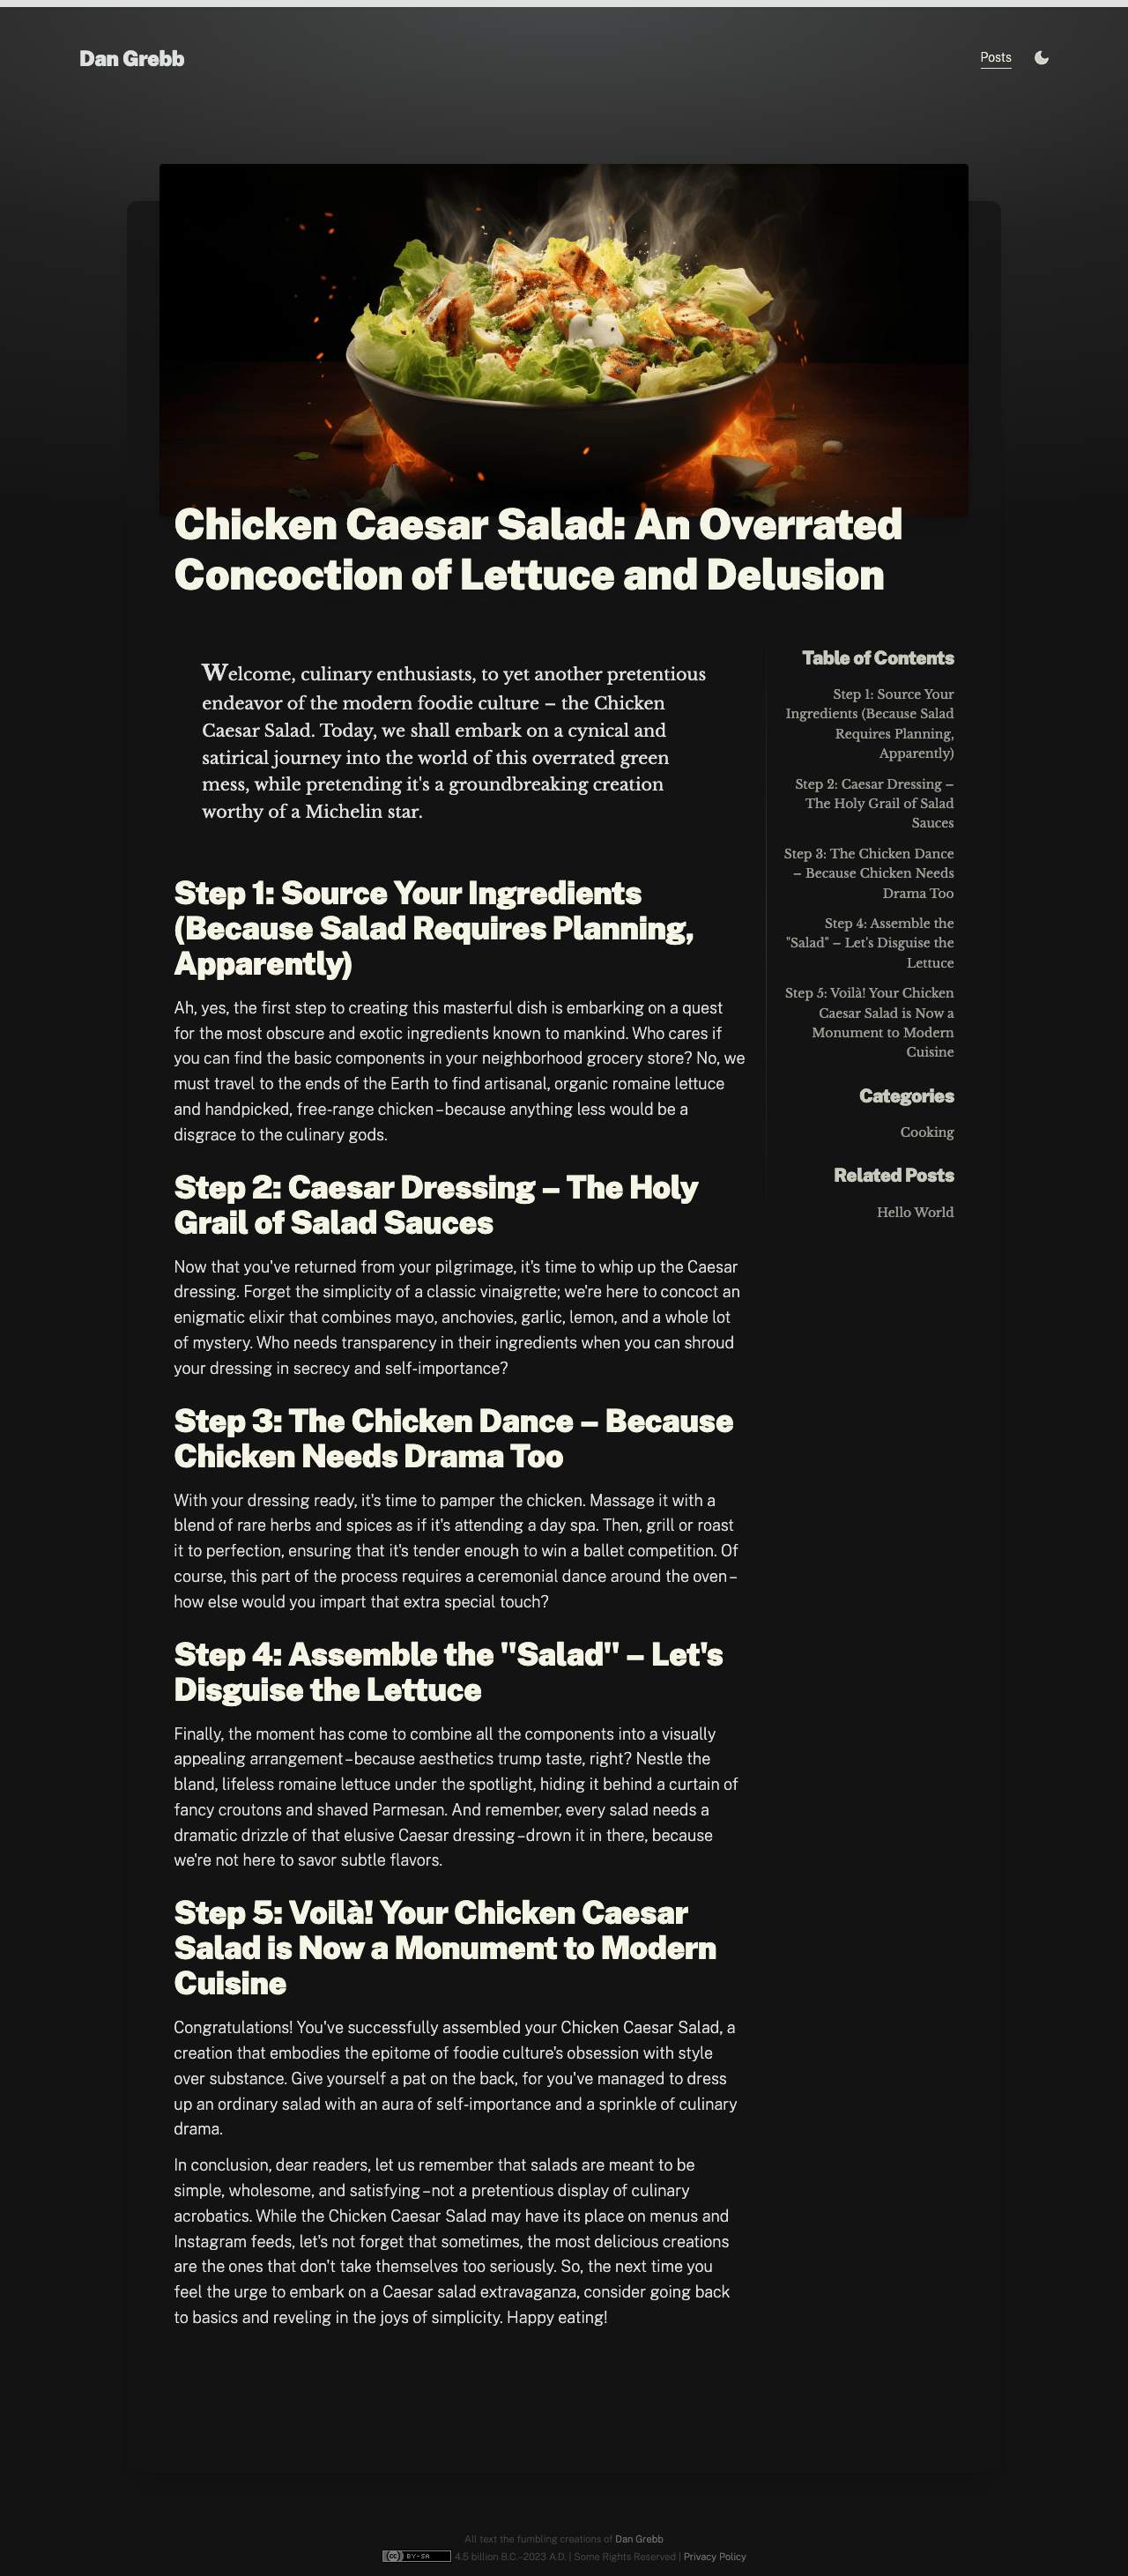 Dan Grebb
Posts
Chicken Caesar Salad: An Overrated
Concoction of Lettuce and Delusion
Welcome, culinary enthusiasts, to yet another pretentious
endeavor of the modern foodie culture – the Chicken
Caesar Salad. Today, we shall embark on a cynical and
satirical journey into the world of this overrated green
mess, while pretending it's a groundbreaking creation
worthy of a Michelin star.
Step 1: Source Your Ingredients
(Because Salad Requires Planning,
Apparently)
Ah, yes, the first step to creating this masterful dish is embarking on a quest
for the most obscure and exotic ingredients known to mankind. Who cares if
you can find the basic components in your neighborhood grocery store? No, we
must travel to the ends of the Earth to find artisanal, organic romaine lettuce
and handpicked, free-range chicken – because anything less would be a
disgrace to the culinary gods.
Step 2: Caesar Dressing – The Holy
Grail of Salad Sauces
Now that you've returned from your pilgrimage, it's time to whip up the Caesar
dressing. Forget the simplicity of a classic vinaigrette; we're here to concoct an
enigmatic elixir that combines mayo, anchovies, garlic, lemon, and a whole lot
of mystery. Who needs transparency in their ingredients when you can shroud
your dressing in secrecy and self-importance?
Step 3: The Chicken Dance – Because
Chicken Needs Drama Too
With your dressing ready, it's time to pamper the chicken. Massage it with a
blend of rare herbs and spices as if it's attending a day spa. Then, grill or roast
it to perfection, ensuring that it's tender enough to win a ballet competition. Of
course, this part of the process requires a ceremonial dance around the oven –
how else would you impart that extra special touch?
Step 4: Assemble the "Salad" – Let's
Disguise the Lettuce
Finally, the moment has come to combine all the components into a visually
appealing arrangement – because aesthetics trump taste, right? Nestle the
bland, lifeless romaine lettuce under the spotlight, hiding it behind a curtain of
fancy croutons and shaved Parmesan. And remember, every salad needs a
dramatic drizzle of that elusive Caesar dressing – drown it in there, because
we're not here to savor subtle flavors.
Step 5: Voilà! Your Chicken Caesar
Salad is Now a Monument to Modern
Cuisine
Congratulations! You've successfully assembled your Chicken Caesar Salad, a
creation that embodies the epitome of foodie culture's obsession with style
over substance. Give yourself a pat on the back, for you've managed to dress
up an ordinary salad with an aura of self-importance and a sprinkle of culinary
drama.
In conclusion, dear readers, let us remember that salads are meant to be
simple, wholesome, and satisfying – not a pretentious display of culinary
acrobatics. While the Chicken Caesar Salad may have its place on menus and
Instagram feeds, let's not forget that sometimes, the most delicious creations
are the ones that don't take themselves too seriously. So, the next time you
feel the urge to embark on a Caesar salad extravaganza, consider going back
to basics and reveling in the joys of simplicity. Happy eating!
Table of Contents
Step 1: Source Your
Ingredients (Because Salad
Requires Planning,
Apparently)
Step 2: Caesar Dressing –
The Holy Grail of Salad
Sauces
Step 3: The Chicken Dance
– Because Chicken Needs
Drama Too
Step 4: Assemble the
"Salad" – Let's Disguise the
Lettuce
Step 5: Voilà! Your Chicken
Caesar Salad is Now a
Monument to Modern
Cuisine
Categories
Cooking
Related Posts
Hello World
All text the fumbling creations of Dan Grebb
CC BY-SA 4.5 billion B.C.–2023 A.D. | Some Rights Reserved | Privacy Policy